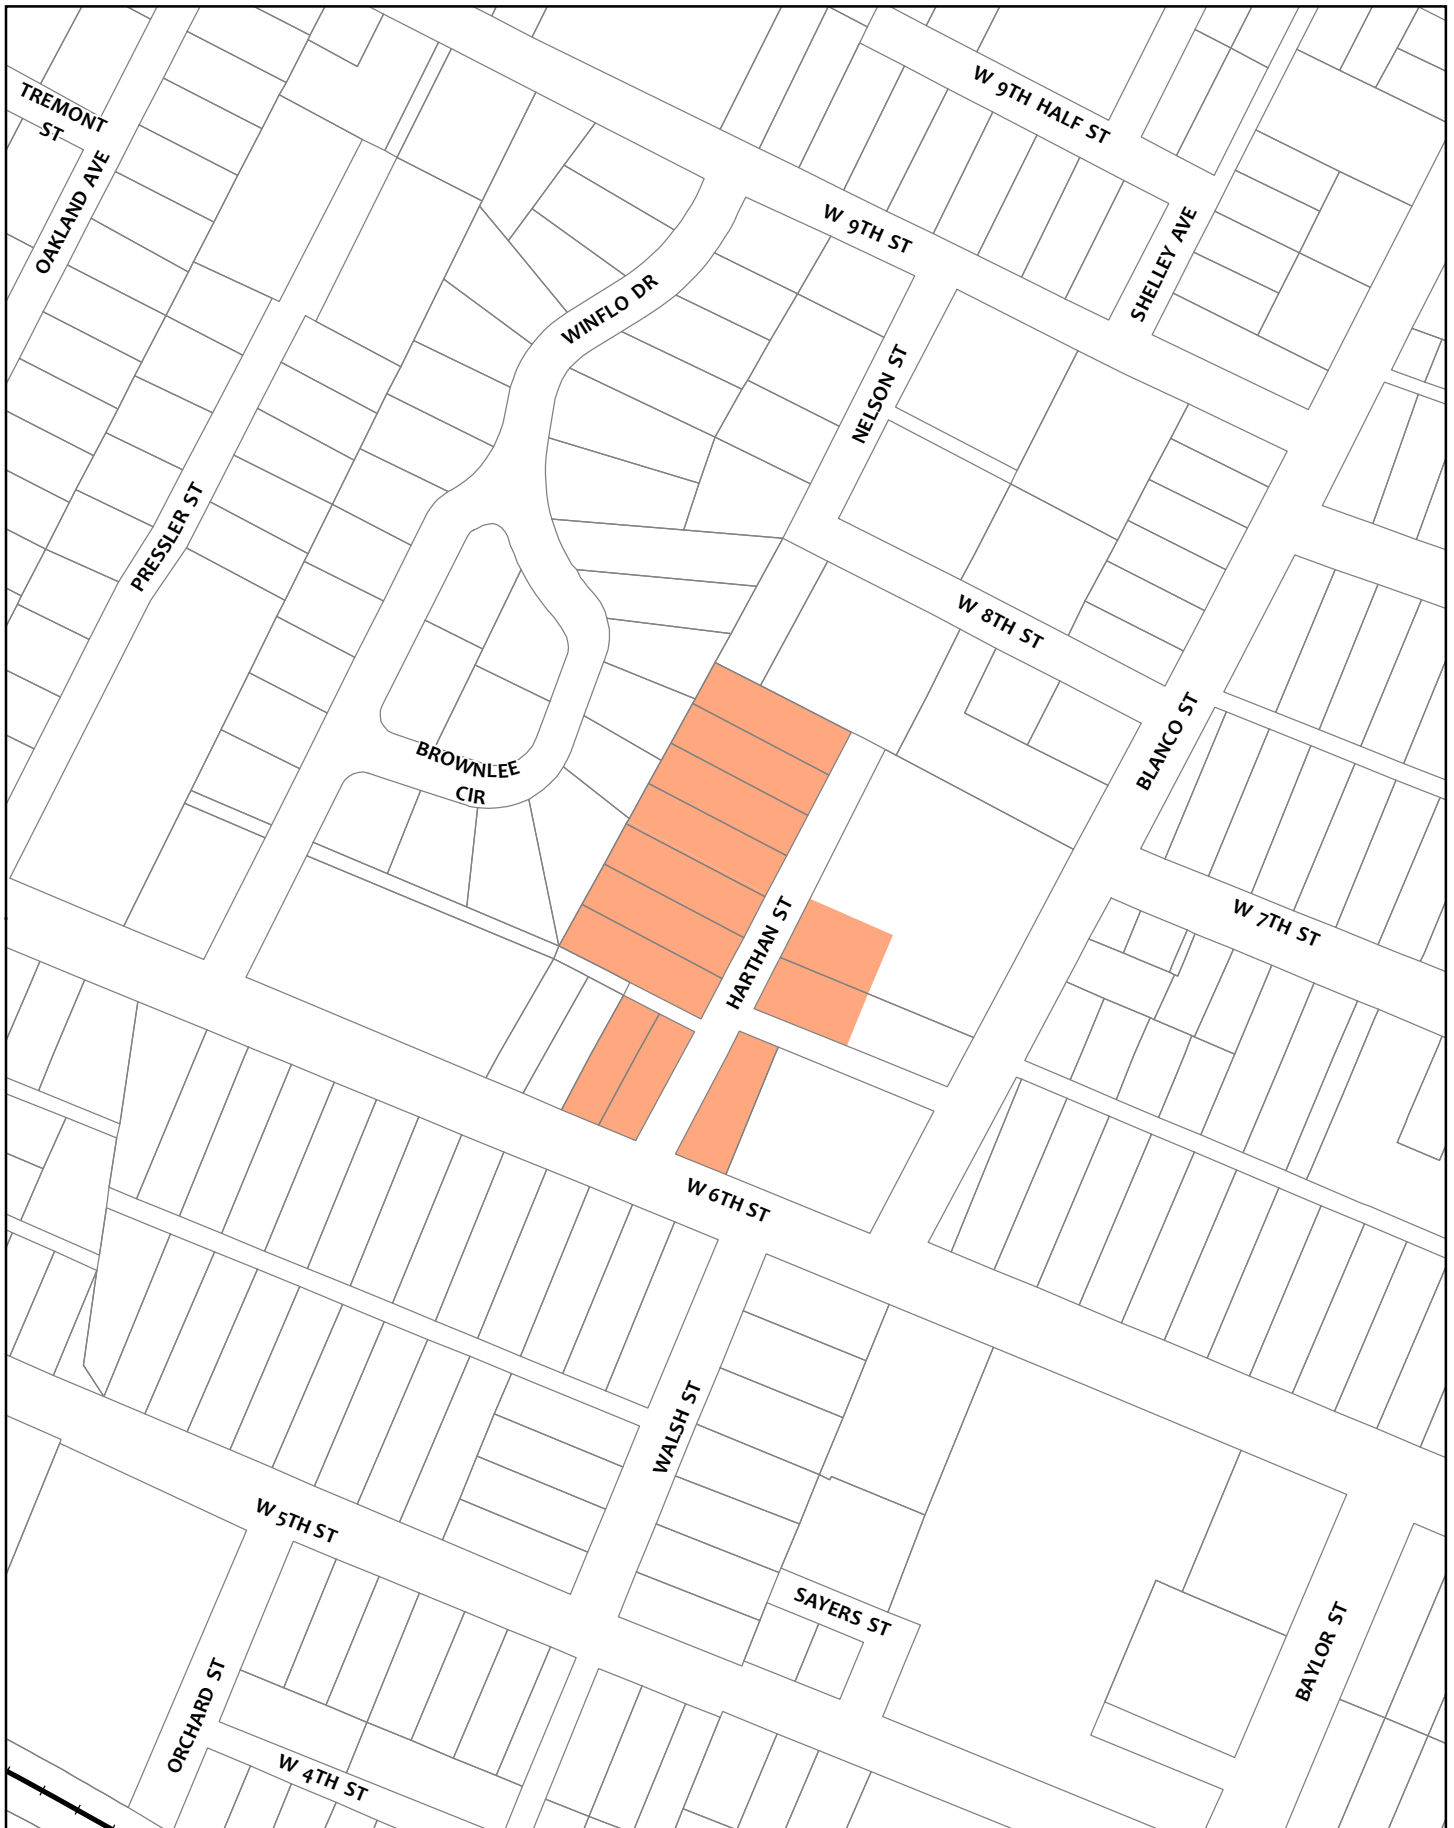 W 9TH HALF ST
TREMONT
ST
OAKLAND AVE
W 9TH ST
SHELLEY AVE
WINFLO DR
NELSON ST
PRESSLER ST
W 8TH ST
BLANCO ST
BROWNLEE
CIR
HARTHAN ST
W 7TH ST
W 6TH ST
WALSH ST
W 5TH ST
SAYERS ST
BAYLOR ST
ORCHARD ST
W 4TH ST